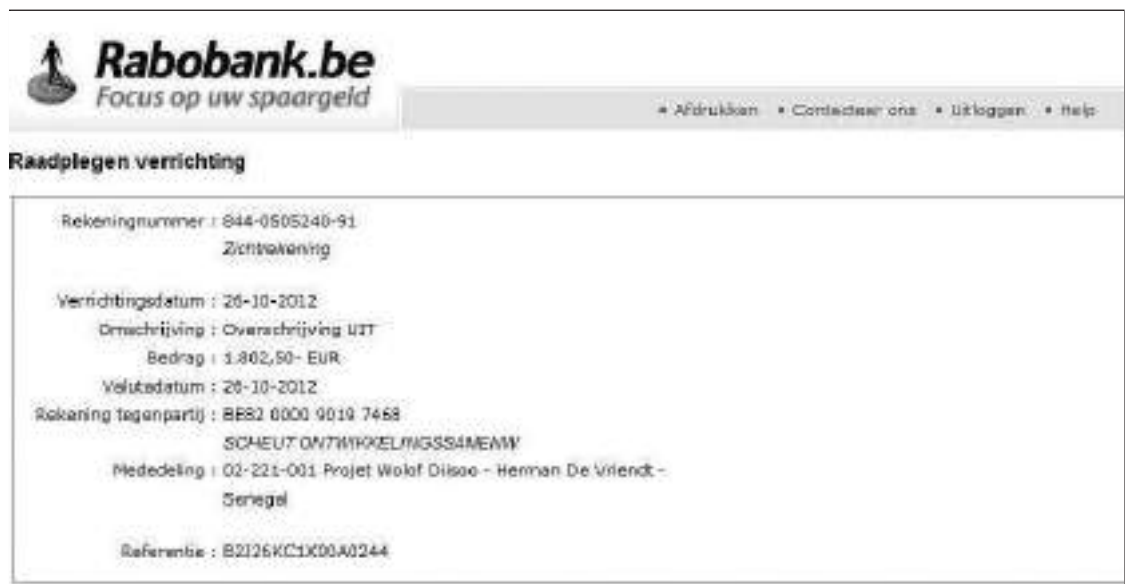 Rabobank.be
Focus op uw spaargeld
• Afdrukken • Contacteer ons • Uitloggen • Help
Raadplegen verrichting
Rekeningnummer : 844-0505240-91
Zichtrekening
Verrichtingsdatum : 26-10-2012
Omschrijving : Overschrijving UIT
Bedrag : 1.802,50- EUR
Valutadatum : 26-10-2012
Rekening tegenpartij : BE82 0000 9019 7468
SCHEUT ONTWIKKELINGSSAMENW
Mededeling : 02-221-001 Projet Wolof Diisoo - Herman De Vriendt -
Senegal
Referentie : B2I26KC1X00A0244